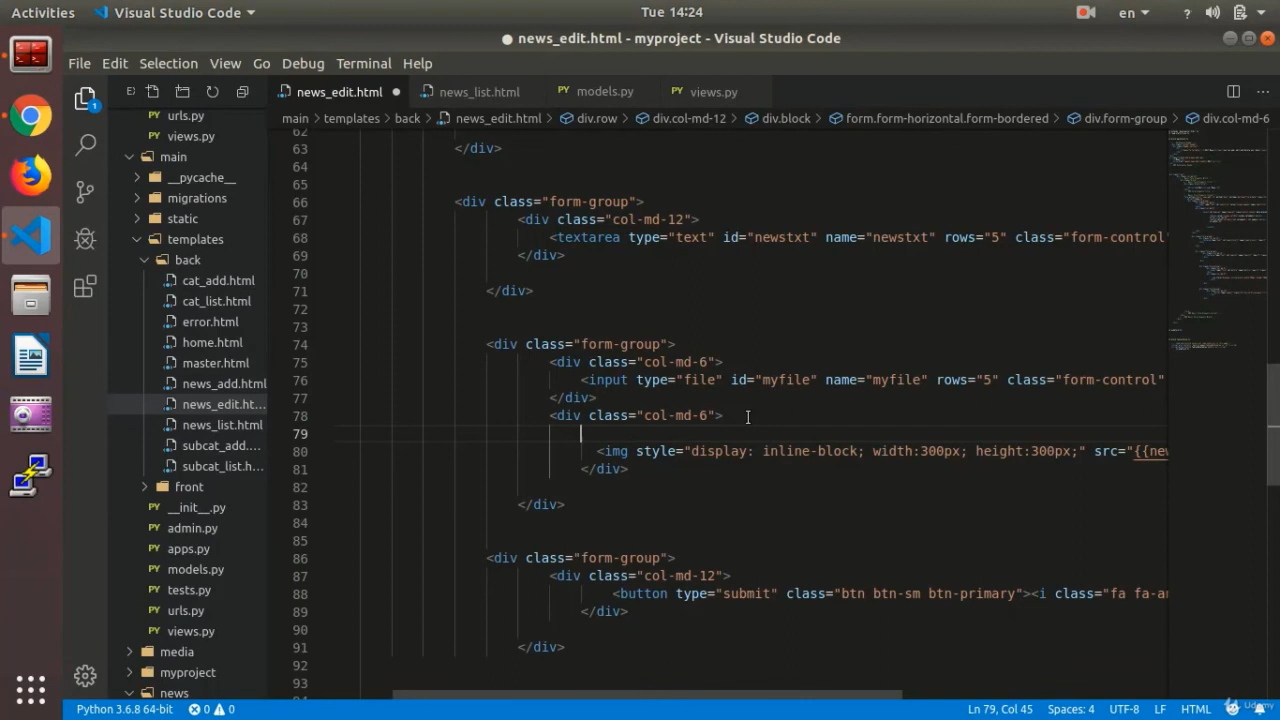 Activities Visual Studio Code Tue 14:24 en ?
news_edit.html - myproject - Visual Studio Code
File Edit Selection View Go Debug Terminal Help
1 E news_edit.html news_list.html models.py views.py
main > templates > back > news_edit.html > div.row > div.col-md-12 > div.block > form.form-horizontal.form-bordered > div.form-group > div.col-md-6
urls.py
views.py
main
__pycache__
migrations
static
templates
back
cat_add.html
cat_list.html
error.html
home.html
master.html
news_add.html
news_edit.ht...
news_list.html
subcat_add....
subcat_list.h...
front
__init__.py
admin.py
apps.py
models.py
tests.py
urls.py
views.py
media
myproject
news
62
63 </div>
64
65
66 <div class="form-group">
67 <div class="col-md-12">
68 <textarea type="text" id="newstxt" name="newstxt" rows="5" class="form-control"
69 </div>
70
71 </div>
72
73
74 <div class="form-group">
75 <div class="col-md-6">
76 <input type="file" id="myfile" name="myfile" rows="5" class="form-control"
77 </div>
78 <div class="col-md-6">
79
80 <img style="display: inline-block; width:300px; height:300px;" src="{{new
81 </div>
82
83 </div>
84
85
86 <div class="form-group">
87 <div class="col-md-12">
88 <button type="submit" class="btn btn-sm btn-primary"><i class="fa fa-an
89 </div>
90
91 </div>
92
93
Python 3.6.8 64-bit 0 0 Ln 79, Col 45 Spaces: 4 UTF-8 LF HTML
Udemy